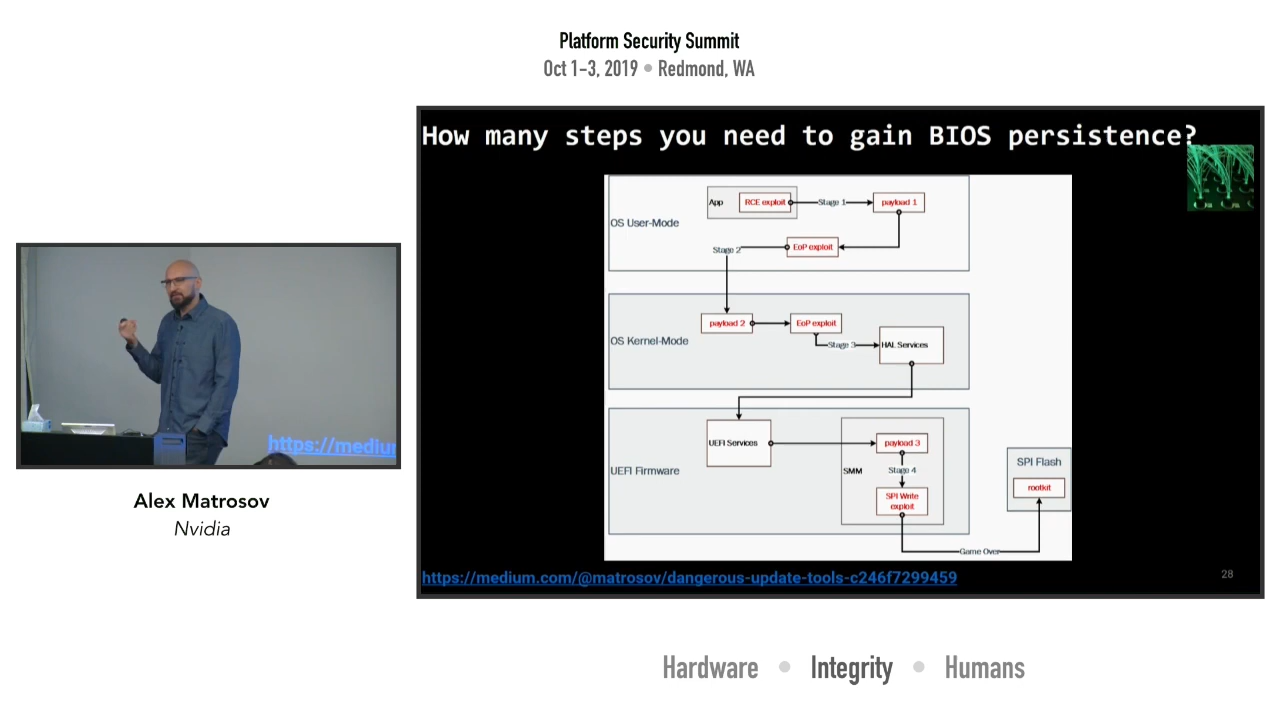 Platform Security Summit
Oct 1-3, 2019 • Redmond, WA
How many steps you need to gain BIOS persistence?
App
RCE exploit
Stage 1
payload 1
OS User-Mode
EoP exploit
Stage 2
payload 2
EoP exploit
OS Kernel-Mode
Stage 3
HAL Services
UEFI Services
payload 3
SPI Flash
UEFI Firmware
SMM
Stage 4
rootkit
SPI Write
exploit
Game Over
https://medium.com/@matrosov/dangerous-update-tools-c246f7299459
28
https://mediu
Alex Matrosov
Nvidia
Hardware • Integrity • Humans